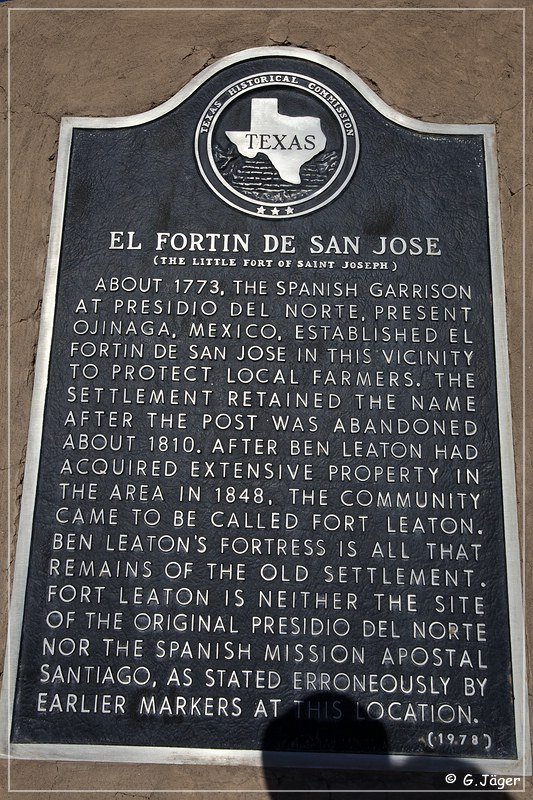 TEXAS HISTORICAL COMMISSION
TEXAS
EL FORTIN DE SAN JOSE
(THE LITTLE FORT OF SAINT JOSEPH)
ABOUT 1773, THE SPANISH GARRISON
AT PRESIDIO DEL NORTE, PRESENT
OJINAGA, MEXICO, ESTABLISHED EL
FORTIN DE SAN JOSE IN THIS VICINITY
TO PROTECT LOCAL FARMERS. THE
SETTLEMENT RETAINED THE NAME
AFTER THE POST WAS ABANDONED
ABOUT 1810. AFTER BEN LEATON HAD
ACQUIRED EXTENSIVE PROPERTY IN
THE AREA IN 1848, THE COMMUNITY
CAME TO BE CALLED FORT LEATON.
BEN LEATON'S FORTRESS IS ALL THAT
REMAINS OF THE OLD SETTLEMENT.
FORT LEATON IS NEITHER THE SITE
OF THE ORIGINAL PRESIDIO DEL NORTE
NOR THE SPANISH MISSION APOSTAL
SANTIAGO, AS STATED ERRONEOUSLY BY
EARLIER MARKERS AT THIS LOCATION.
(1978)
© G.Jäger